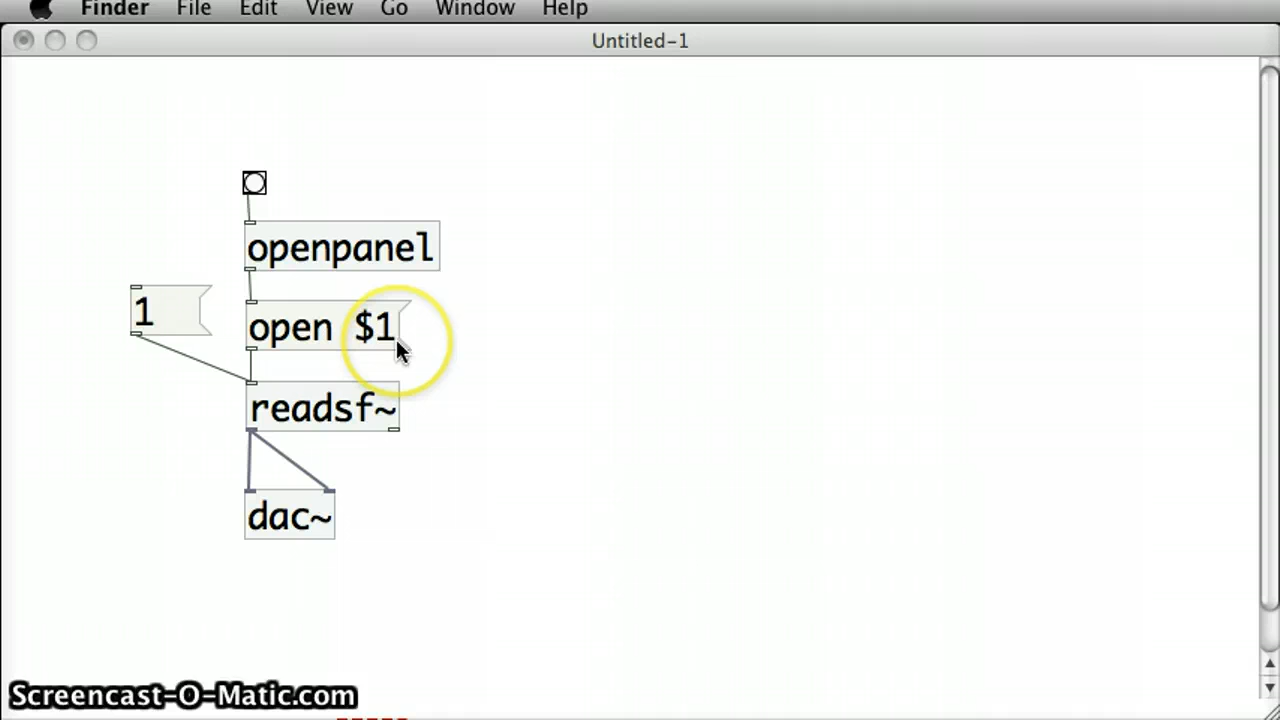 Finder File Edit View Go Window Help
Untitled-1
openpanel
1
open $1
readsf~
dac~
Screencast-O-Matic.com